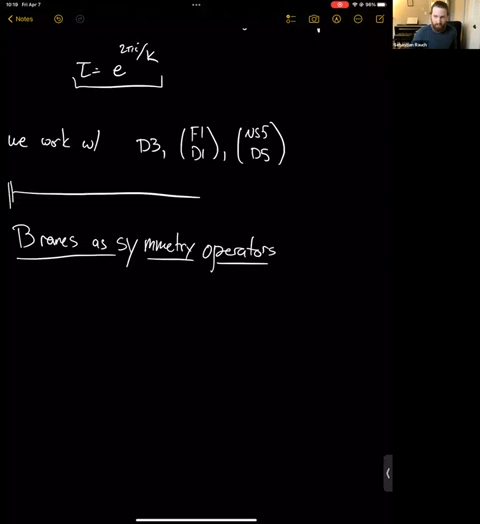 10:19 Fri Apr 7
96%
Notes
τ = e^{2πi/k}
we work w/ D3, (F1 D1), (NS5 D5)
Branes as symmetry operators
Sebastian Rauch